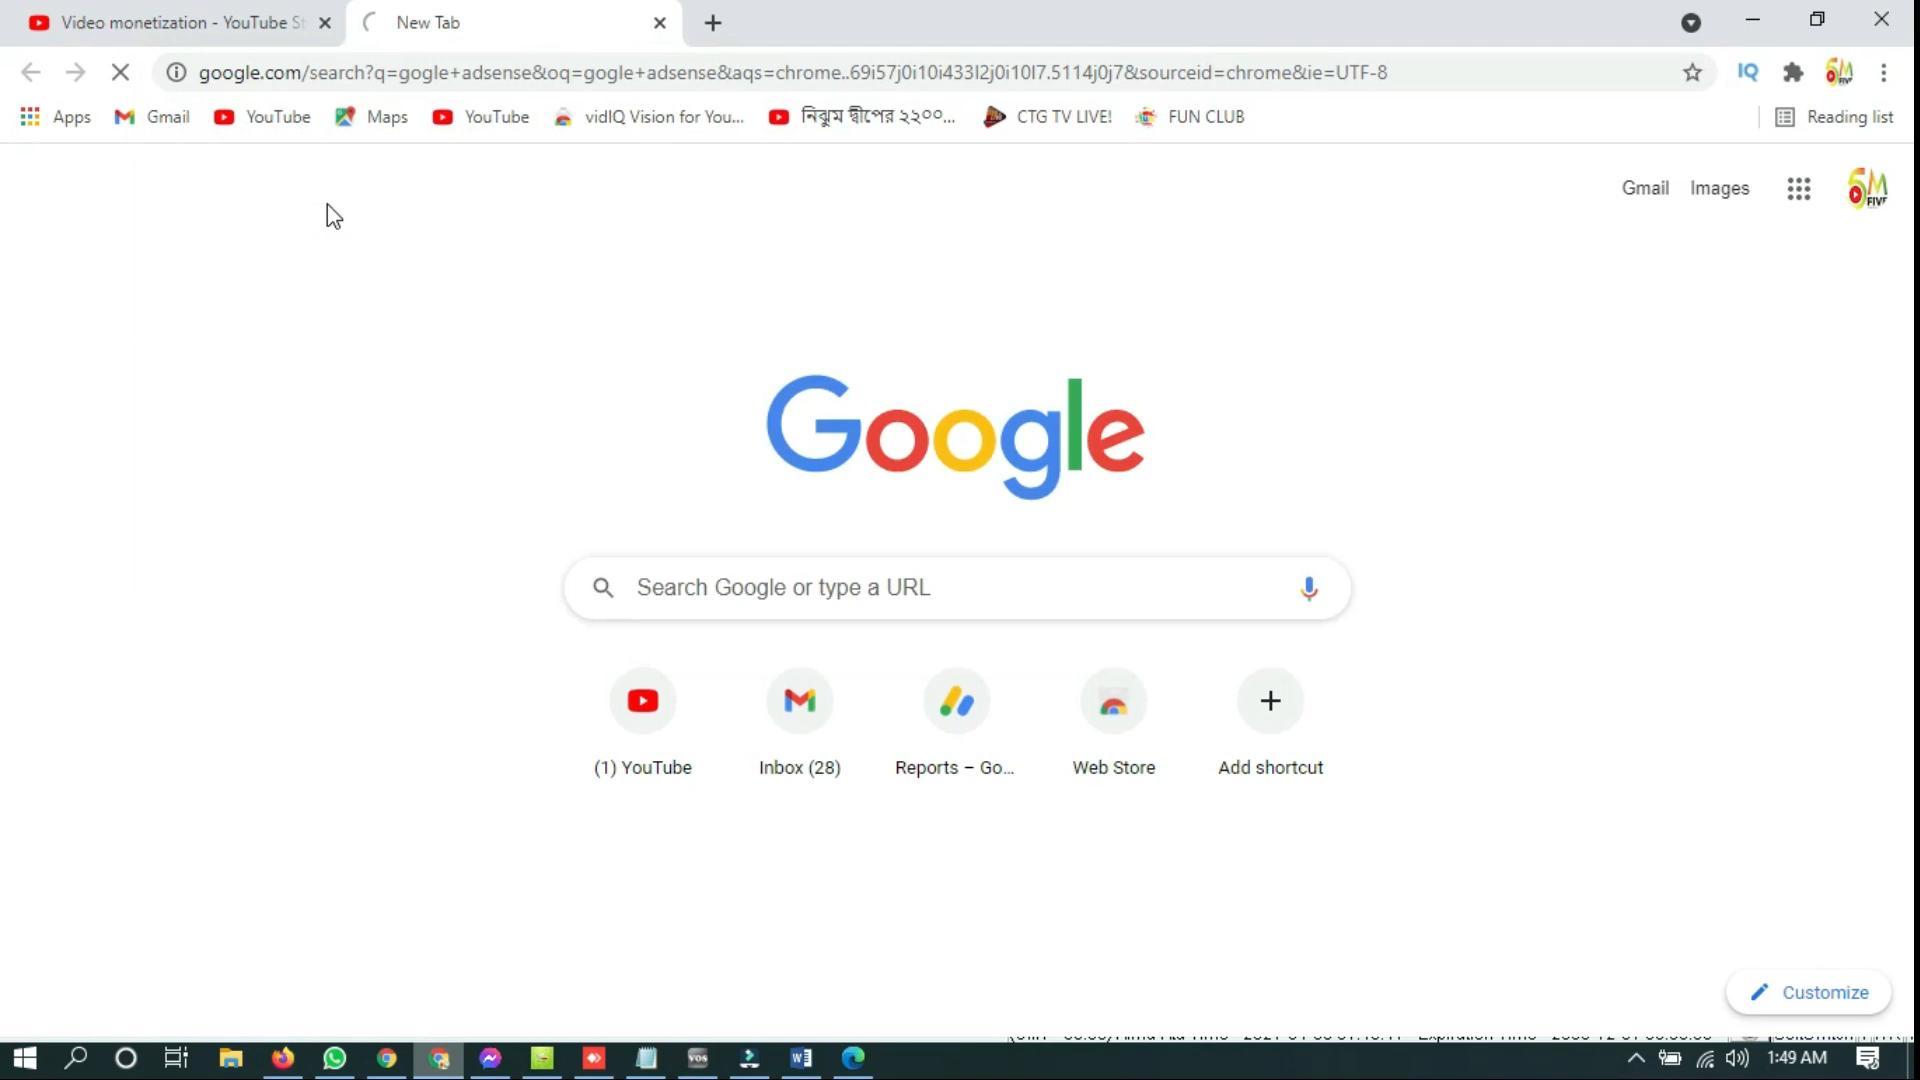 Video monetization - YouTube St
New Tab
google.com/search?q=gogle+adsense&oq=gogle+adsense&aqs=chrome..69i57j0i10i433l2j0i10l7.5114j0j7&sourceid=chrome&ie=UTF-8
IQ
Apps
Gmail
YouTube
Maps
YouTube
vidIQ Vision for You...
নিঝুম দ্বীপের ২২০০...
CTG TV LIVE!
FUN CLUB
Reading list
Gmail
Images
5M
FIVE
Google
Search Google or type a URL
(1) YouTube
Inbox (28)
Reports – Go...
Web Store
Add shortcut
Customize
VOS
1:49 AM